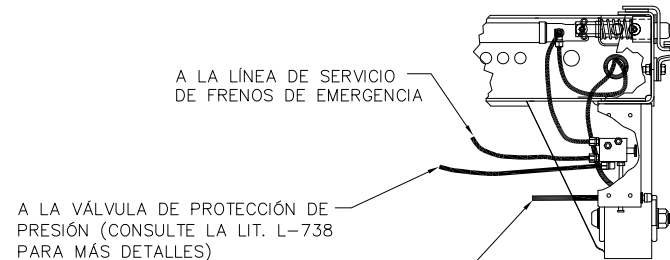 A LA LÍNEA DE SERVICIO
DE FRENOS DE EMERGENCIA
A LA VÁLVULA DE PROTECCIÓN DE
PRESIÓN (CONSULTE LA LIT. L-738
PARA MÁS DETALLES)